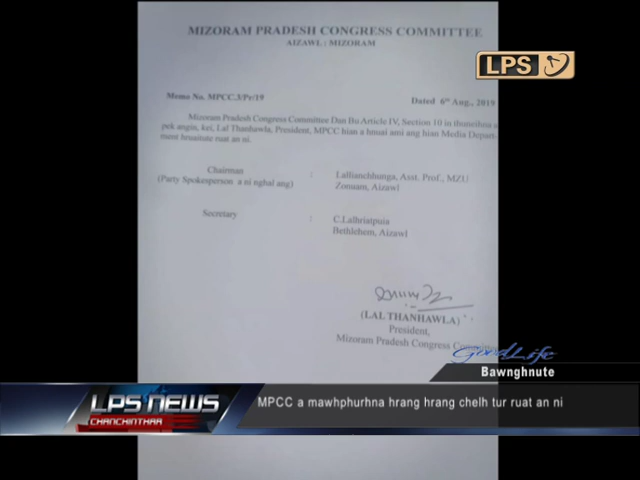 MIZORAM PRADESH CONGRESS COMMITTEE
AIZAWL : MIZORAM
LPS
Memo No. MPCC.3/Pr/19
Dated 6th Aug., 2019
Mizoram Pradesh Congress Committee Dan Bu Article IV, Section 10 in thuneihna a
pek angin, kei, Lal Thanhawla, President, MPCC hian a hnuai ami ang hian Media Depart-
ment hruaitute ruat an ni.
Chairman : Lallianchhunga, Asst. Prof., MZU
(Party Spokesperson a ni nghal ang) Zonuam, Aizawl
Secretary : C.Lalhriatpuia
Bethlehem, Aizawl
(LAL THANHAWLA)
President,
Mizoram Pradesh Congress
Good Life
Bawnghnute
LPS NEWS
CHANCHINTHAR
MPCC a mawhphurhna hrang hrang chelh tur ruat an ni